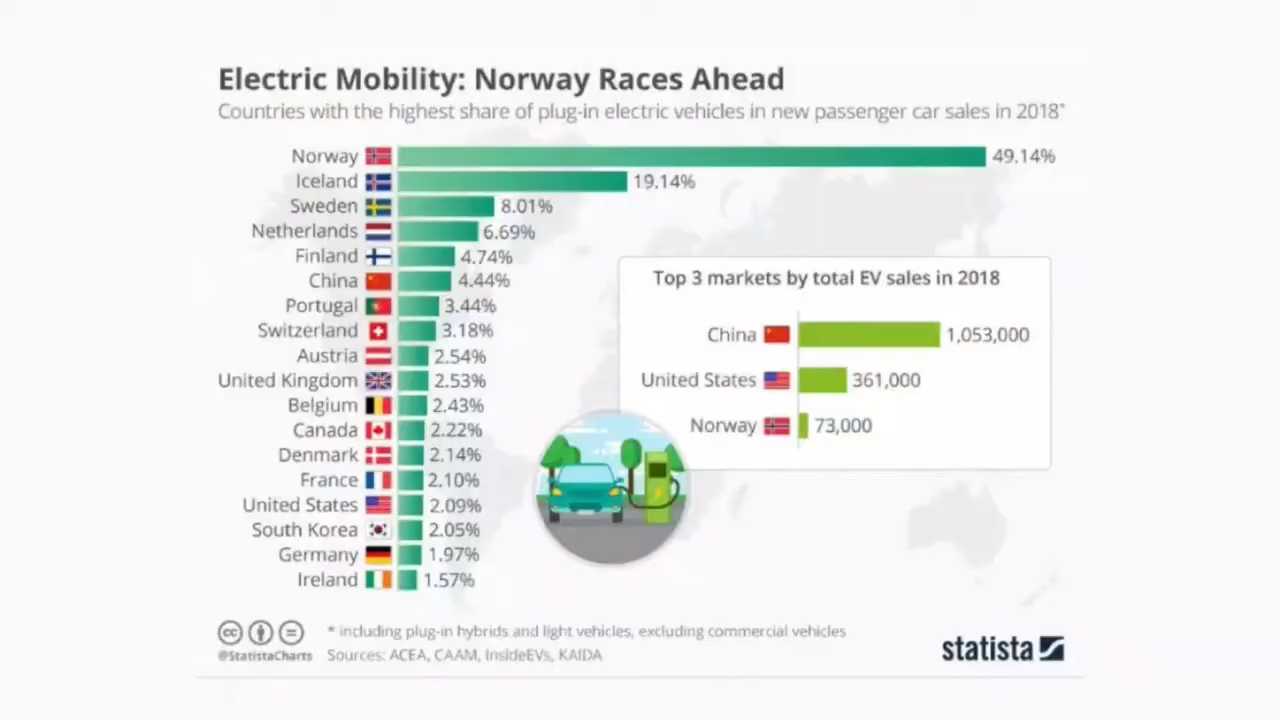 Electric Mobility: Norway Races Ahead
Countries with the highest share of plug-in electric vehicles in new passenger car sales in 2018*
Norway 49.14%
Iceland 19.14%
Sweden 8.01%
Netherlands 6.69%
Finland 4.74%
China 4.44%
Portugal 3.44%
Switzerland 3.18%
Austria 2.54%
United Kingdom 2.53%
Belgium 2.43%
Canada 2.22%
Denmark 2.14%
France 2.10%
United States 2.09%
South Korea 2.05%
Germany 1.97%
Ireland 1.57%
Top 3 markets by total EV sales in 2018
China 1,053,000
United States 361,000
Norway 73,000
cc
@StatistaCharts
* including plug-in hybrids and light vehicles, excluding commercial vehicles
Sources: ACEA, CAAM, InsideEVs, KAIDA
statista